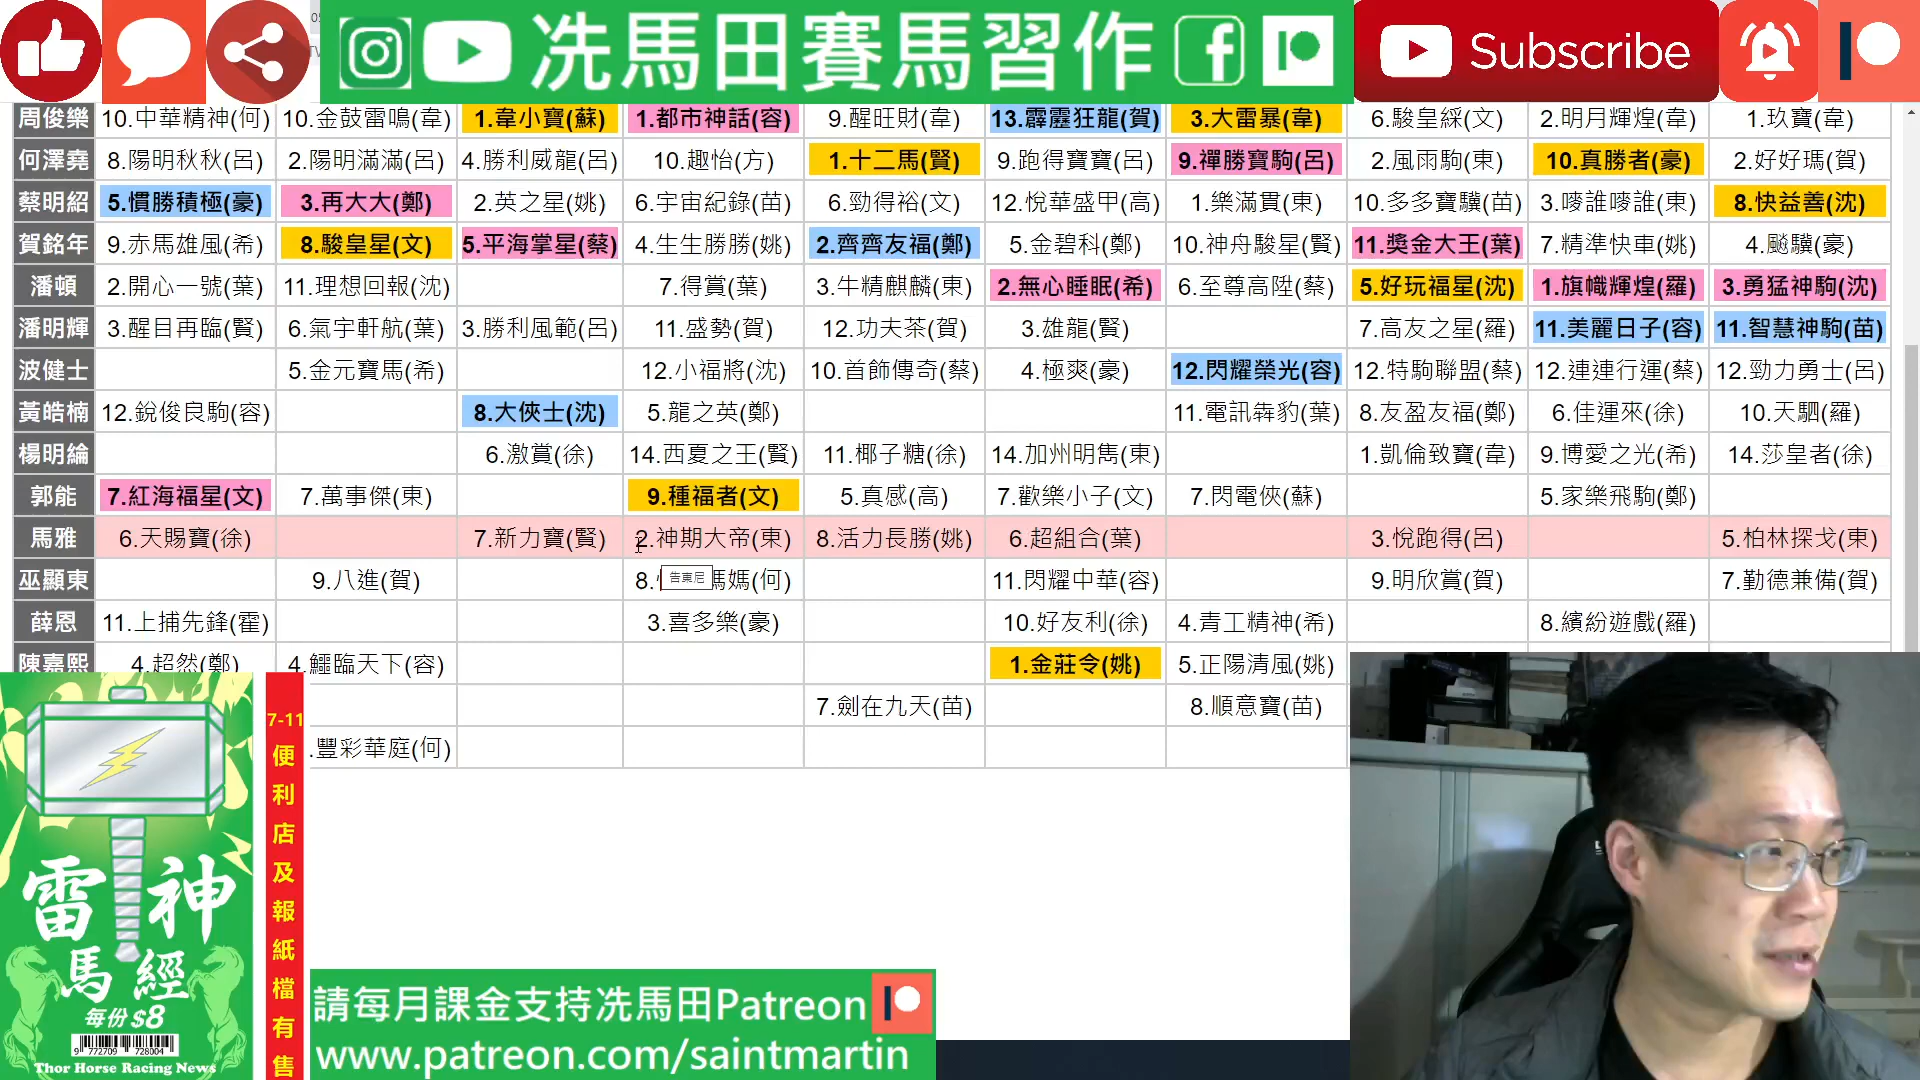 冼馬田賽馬習作
Subscribe
周俊樂 10.中華精神(何) 10.金鼓雷鳴(韋) 1.韋小寶(蘇) 1.都市神話(容) 9.醒旺財(韋) 13.霹靂狂龍(賀) 3.大雷暴(韋) 6.駿皇綵(文) 2.明月輝煌(韋) 1.玖寶(韋)
何澤堯 8.陽明秋秋(呂) 2.陽明滿滿(呂) 4.勝利威龍(呂) 10.趣怡(方) 1.十二馬(賢) 9.跑得寶寶(呂) 9.禪勝寶駒(呂) 2.風雨駒(東) 10.真勝者(豪) 2.好好瑪(賀)
蔡明紹 5.慣勝積極(豪) 3.再大大(鄭) 2.英之星(姚) 6.宇宙紀錄(苗) 6.勁得裕(文) 12.悅華盛甲(高) 1.樂滿貫(東) 10.多多寶驥(苗) 3.嘜誰嘜誰(東) 8.快益善(沈)
賀銘年 9.赤馬雄風(希) 8.駿皇星(文) 5.平海掌星(蔡) 4.生生勝勝(姚) 2.齊齊友福(鄭) 5.金碧科(鄭) 10.神舟駿星(賢) 11.獎金大王(葉) 7.精準快車(姚) 4.颷驥(豪)
潘頓 2.開心一號(葉) 11.理想回報(沈) 7.得賞(葉) 3.牛精麒麟(東) 2.無心睡眠(希) 6.至尊高陞(蔡) 5.好玩福星(沈) 1.旗幟輝煌(羅) 3.勇猛神駒(沈)
潘明輝 3.醒目再臨(賢) 6.氣宇軒航(葉) 3.勝利風範(呂) 11.盛勢(賀) 12.功夫茶(賀) 3.雄龍(賢) 7.高友之星(羅) 11.美麗日子(容) 11.智慧神駒(苗)
波健士 5.金元寶馬(希) 12.小福將(沈) 10.首飾傳奇(蔡) 4.極爽(豪) 12.閃耀榮光(容) 12.特駒聯盟(蔡) 12.連連行運(蔡) 12.勁力勇士(呂)
黃皓楠 12.銳俊良駒(容) 8.大俠士(沈) 5.龍之英(鄭) 11.電訊犇豹(葉) 8.友盈友福(鄭) 6.佳運來(徐) 10.天駟(羅)
楊明綸 6.激賞(徐) 14.西夏之王(賢) 11.椰子糖(徐) 14.加州明雋(東) 1.凱倫致寶(韋) 9.博愛之光(希) 14.莎皇者(徐)
郭能 7.紅海福星(文) 7.萬事傑(東) 9.種福者(文) 5.真感(高) 7.歡樂小子(文) 7.閃電俠(蘇) 5.家樂飛駒(鄭)
馬雅 6.天賜寶(徐) 7.新力寶(賢) 2.神期大帝(東) 8.活力長勝(姚) 6.超組合(葉) 3.悅跑得(呂) 5.柏林探戈(東)
巫顯東 9.八進(賀) 8. 媽(何) 11.閃耀中華(容) 9.明欣賞(賀) 7.勤德兼備(賀)
告東尼
薛恩 11.上捕先鋒(霍) 3.喜多樂(豪) 10.好友利(徐) 4.青工精神(希) 8.繽紛遊戲(羅)
陳嘉熙 4.超然(鄭) 4.鱷臨天下(容) 1.金莊令(姚) 5.正陽清風(姚)
7.劍在九天(苗) 8.順意寶(苗)
.豐彩華庭(何)
7-11便利店及報紙檔有售
雷神
馬經
每份$8
9 772709 728004
Thor Horse Racing News
請每月課金支持冼馬田Patreon
www.patreon.com/saintmartin